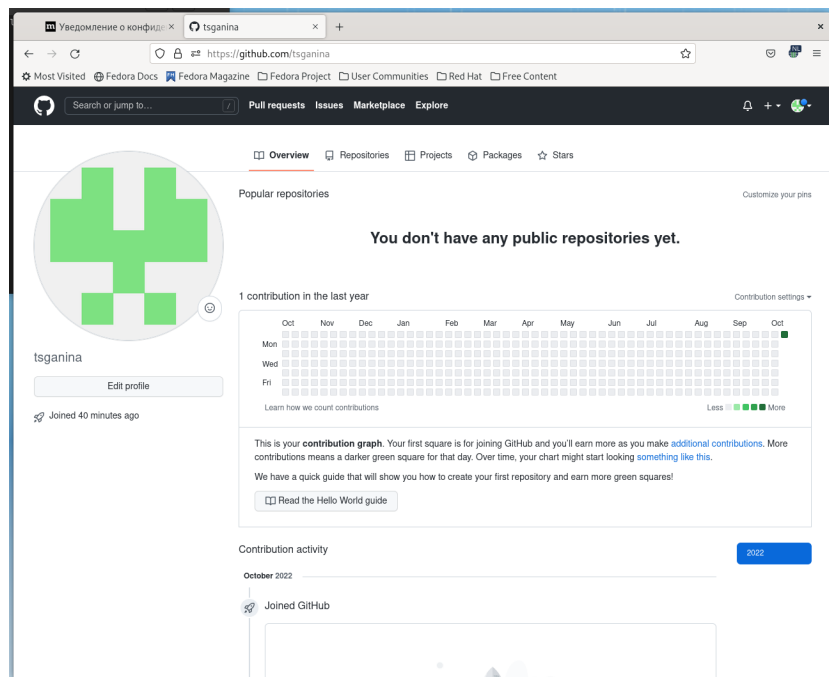 Уведомление о конфиде
tsganina
https://github.com/tsganina
Most Visited Fedora Docs Fedora Magazine Fedora Project User Communities Red Hat Free Content
Search or jump to... / Pull requests Issues Marketplace Explore
Overview Repositories Projects Packages Stars
Popular repositories Customize your pins
You don't have any public repositories yet.
1 contribution in the last year Contribution settings
Oct Nov Dec Jan Feb Mar Apr May Jun Jul Aug Sep Oct
Mon
Wed
Fri
Learn how we count contributions Less More
tsganina
Edit profile
Joined 40 minutes ago
This is your contribution graph. Your first square is for joining GitHub and you'll earn more as you make additional contributions. More
contributions means a darker green square for that day. Over time, your chart might start looking something like this.
We have a quick guide that will show you how to create your first repository and earn more green squares!
Read the Hello World guide
Contribution activity 2022
October 2022
Joined GitHub